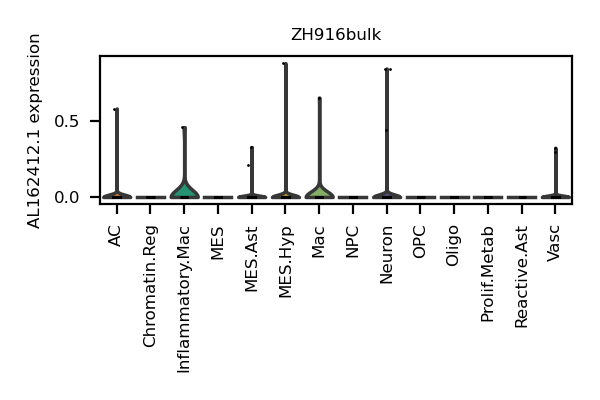 ZH916bulk
AL162412.1 expression
0.5
0.0
AC
Chromatin.Reg
Inflammatory.Mac
MES
MES.Ast
MES.Hyp
Mac
NPC
Neuron
OPC
Oligo
Prolif.Metab
Reactive.Ast
Vasc